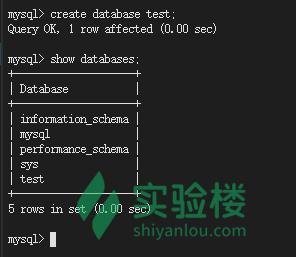 mysql> create database test;
Query OK, 1 row affected (0.00 sec)

mysql> show databases;
+--------------------+
| Database           |
+--------------------+
| information_schema |
| mysql              |
| performance_schema |
| sys                |
| test               |
+--------------------+
5 rows in set (0.00 sec)

mysql>
实验楼
shiyanlou.com